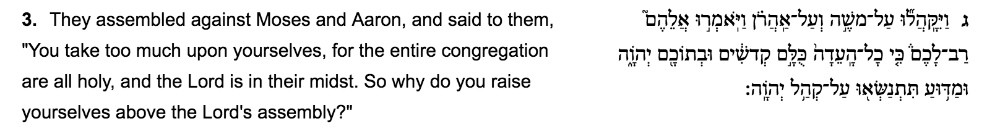 3. They assembled against Moses and Aaron, and said to them,
"You take too much upon yourselves, for the entire congregation
are all holy, and the Lord is in their midst. So why do you raise
yourselves above the Lord's assembly?"
ג וַיִּקָּֽהֲל֞וּ עַל־משֶׁ֣ה וְעַל־אַֽהֲרֹ֗ן וַיֹּֽאמְר֣וּ אֲלֵהֶם֘
רַב־לָכֶם֒ כִּ֤י כָל־הָֽעֵדָה֙ כֻּלָּ֣ם קְדשִׁ֔ים וּבְתוֹכָ֖ם יְהֹוָ֑ה
וּמַדּ֥וּעַ תִּתְנַשְּׂא֖וּ עַל־קְהַ֥ל יְהֹוָֽה: